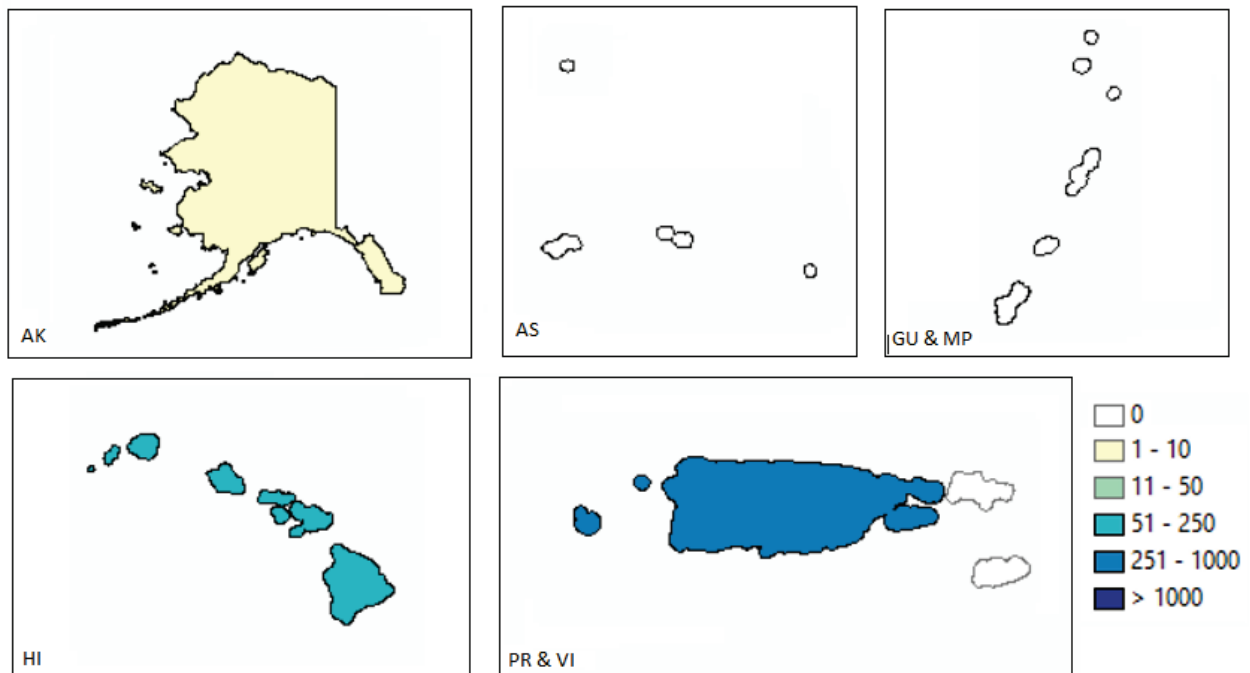 AK
AS
GU & MP
HI
PR & VI
0
1 - 10
11 - 50
51 - 250
251 - 1000
> 1000